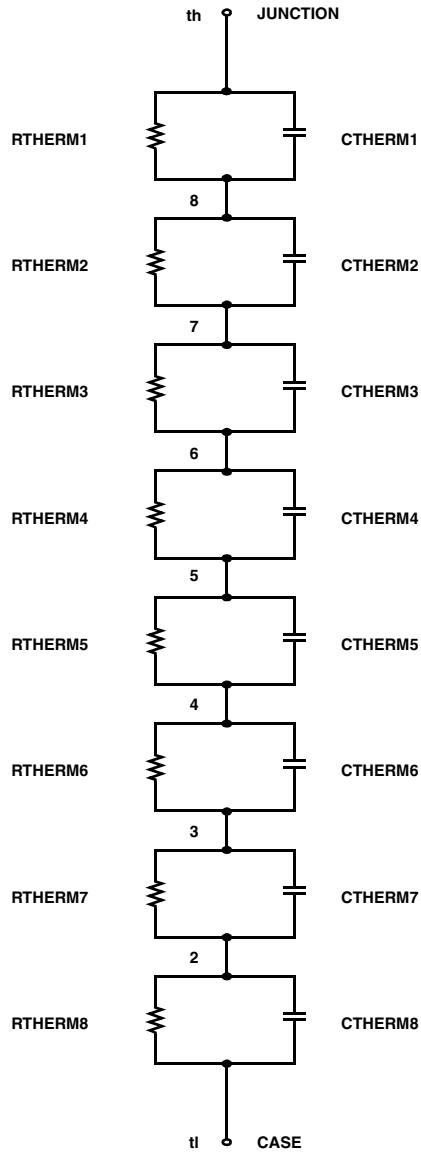 th JUNCTION
RTHERM1 CTHERM1
8
RTHERM2 CTHERM2
7
RTHERM3 CTHERM3
6
RTHERM4 CTHERM4
5
RTHERM5 CTHERM5
4
RTHERM6 CTHERM6
3
RTHERM7 CTHERM7
2
RTHERM8 CTHERM8
tl CASE